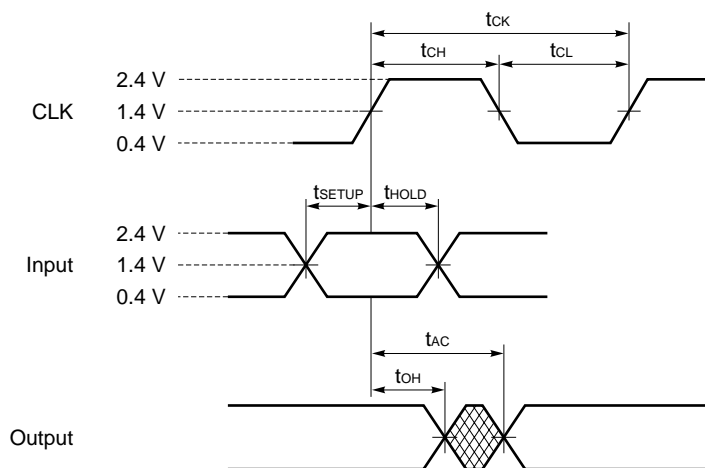 tCK
tCH tCL
2.4 V
CLK 1.4 V
0.4 V
tSETUP tHOLD
2.4 V
Input 1.4 V
0.4 V
tAC
tOH
Output